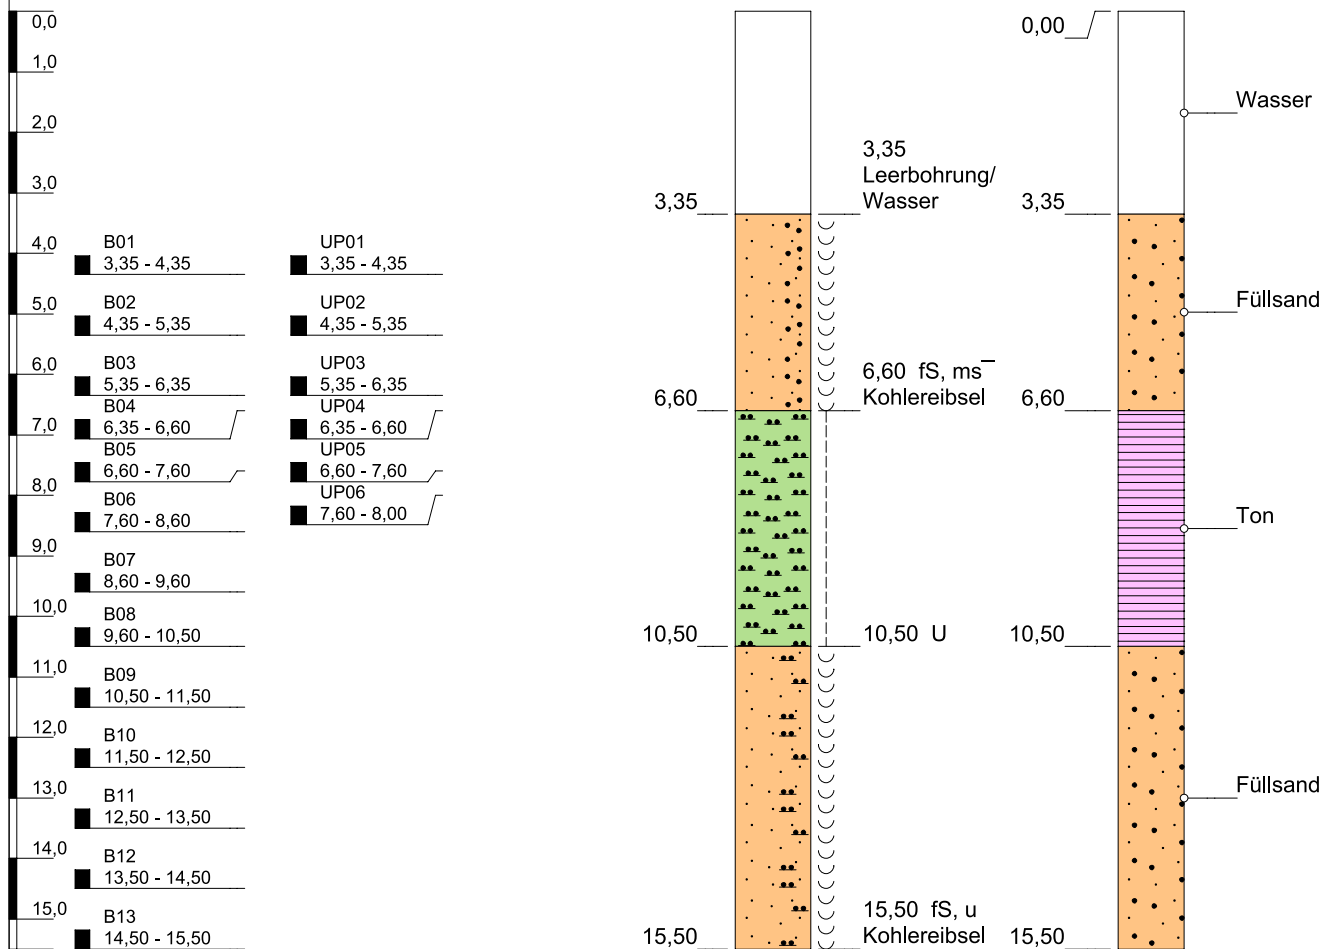 0,0
1,0
2,0
3,0
4,0
5,0
6,0
7,0
8,0
9,0
10,0
11,0
12,0
13,0
14,0
15,0
B01
3,35 - 4,35
B02
4,35 - 5,35
B03
5,35 - 6,35
B04
6,35 - 6,60
B05
6,60 - 7,60
B06
7,60 - 8,60
B07
8,60 - 9,60
B08
9,60 - 10,50
B09
10,50 - 11,50
B10
11,50 - 12,50
B11
12,50 - 13,50
B12
13,50 - 14,50
B13
14,50 - 15,50
UP01
3,35 - 4,35
UP02
4,35 - 5,35
UP03
5,35 - 6,35
UP04
6,35 - 6,60
UP05
6,60 - 7,60
UP06
7,60 - 8,00
3,35
6,60
10,50
15,50
3,35
Leerbohrung/
Wasser
6,60 fS, ms¯
Kohlereibsel
10,50 U
15,50 fS, u
Kohlereibsel
0,00
3,35
6,60
10,50
15,50
Wasser
Füllsand
Ton
Füllsand